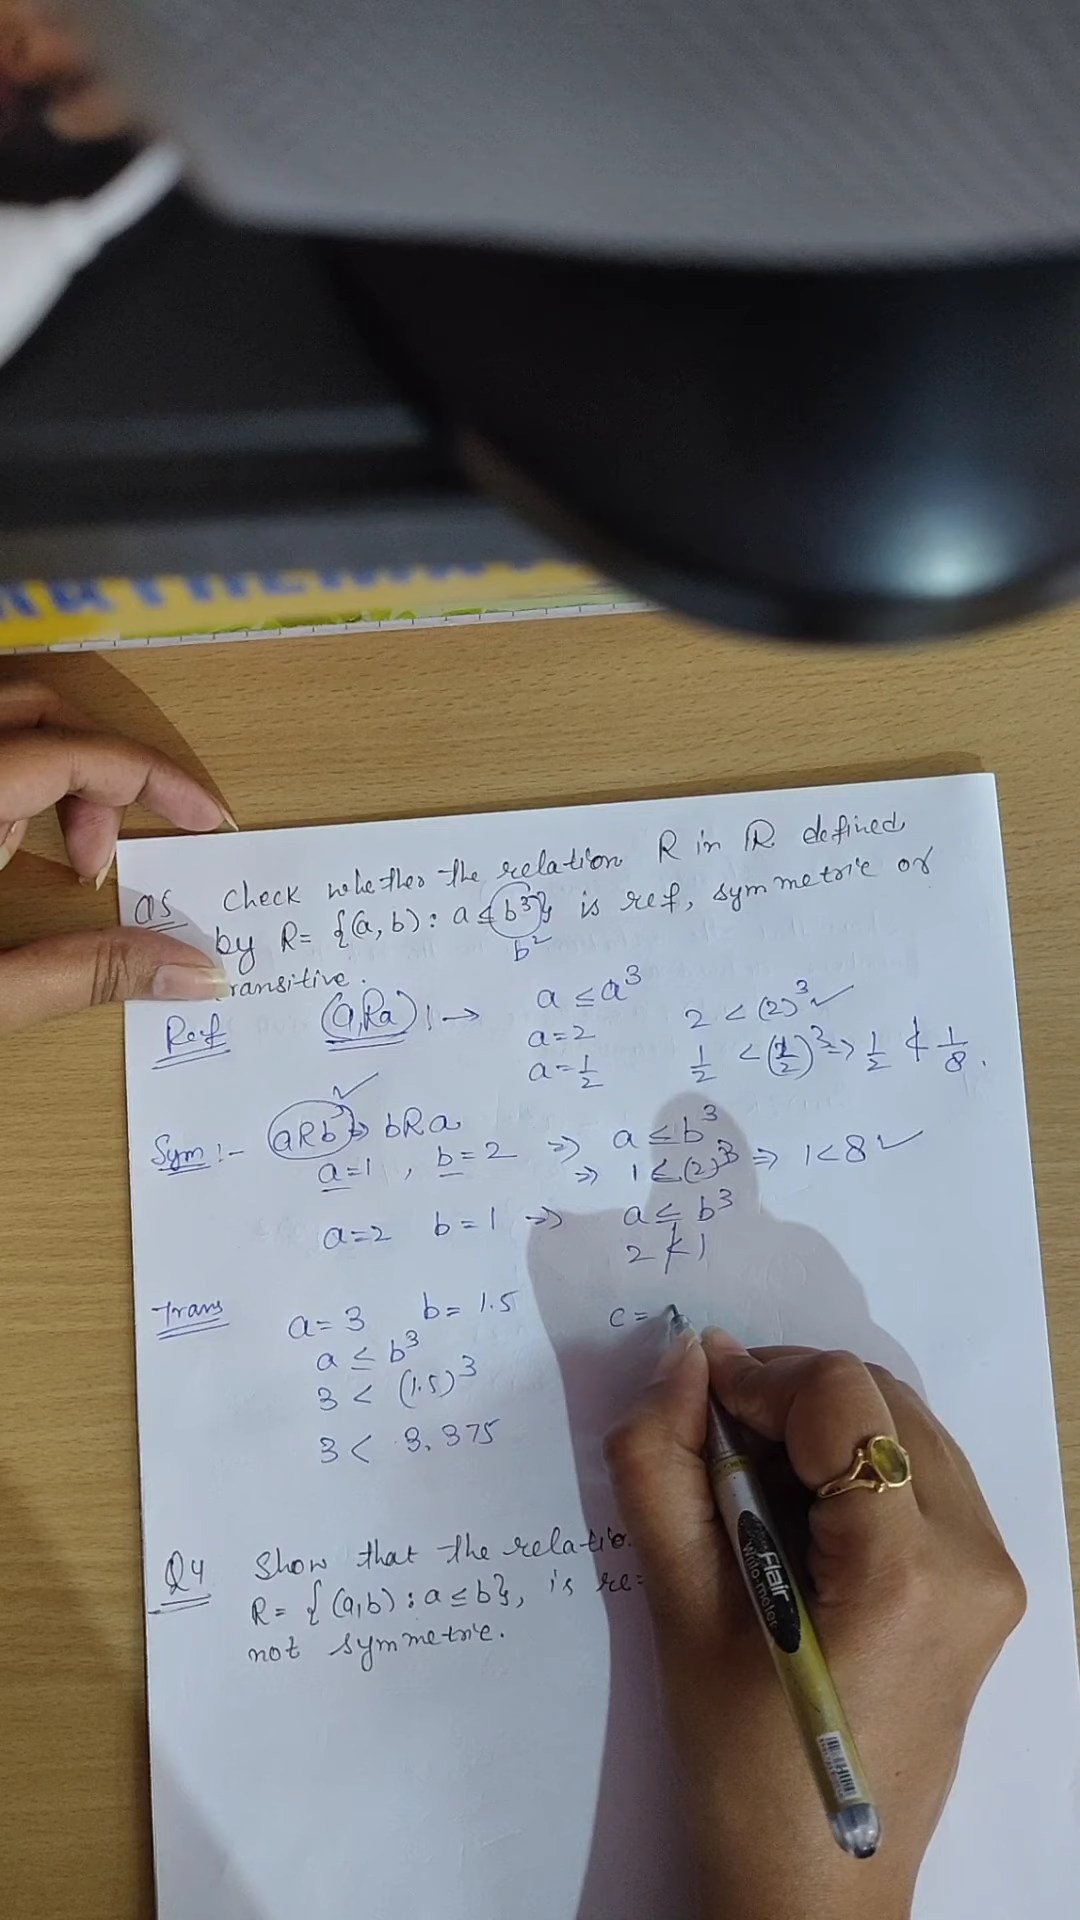 Q5 Check whether the relation R in R defined
by R= {(a, b) : a ≤ b³} is ref, symmetric or
b²
transitive.
Ref (a,Ra) : → a ≤ a³
a=2 2 < (2)³ ✓
a=1/2 1/2 < (1/2)³ => 1/2 ≮ 1/8 .
Sym :- aRb => bRa ✓
a=1 , b=2 => a ≤ b³
=> 1 ≤ (2)³ => 1<8 ✓
a=2 b=1 => a ≤ b³
2 ≮ 1
Trans a=3 b= 1.5 c=
a ≤ b³
3 < (1.5)³
3 < 3.375
Q4 Show that the relation
R= {(a,b) : a ≤ b}, is
not symmetric.
Flair
Writo-meter